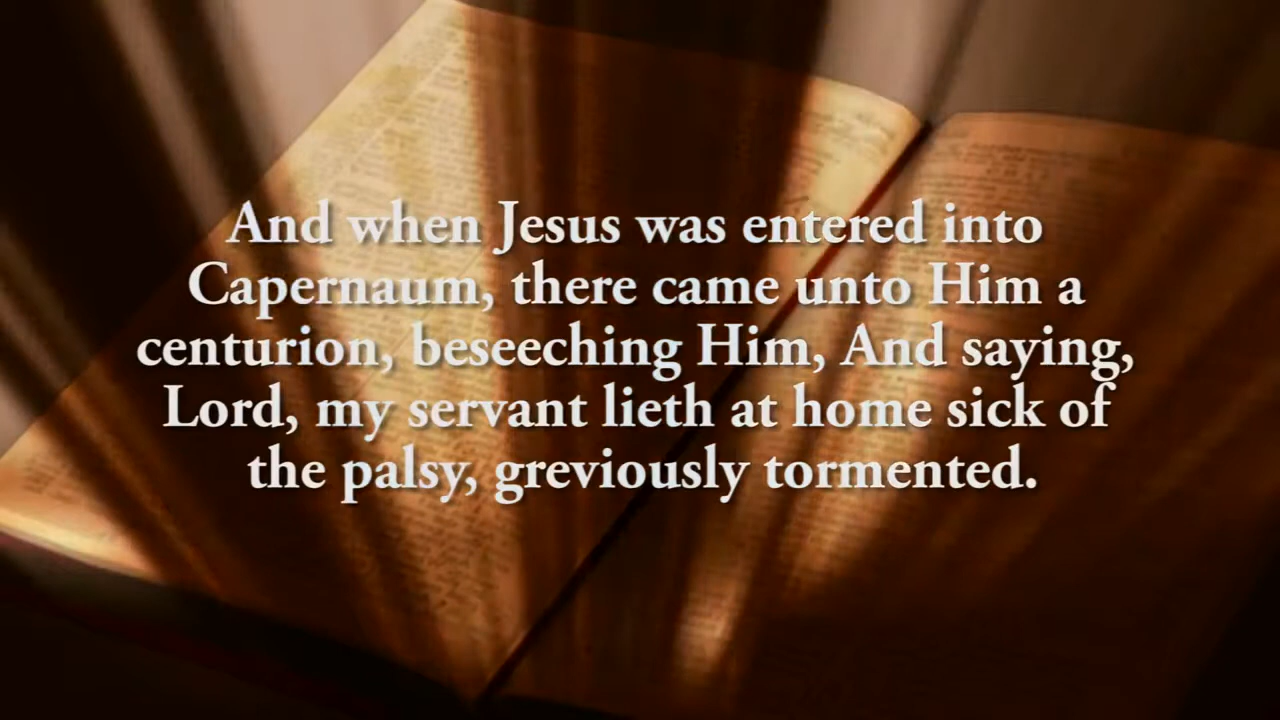 And when Jesus was entered into
Capernaum, there came unto Him a
centurion, beseeching Him, And saying,
Lord, my servant lieth at home sick of
the palsy, greviously tormented.